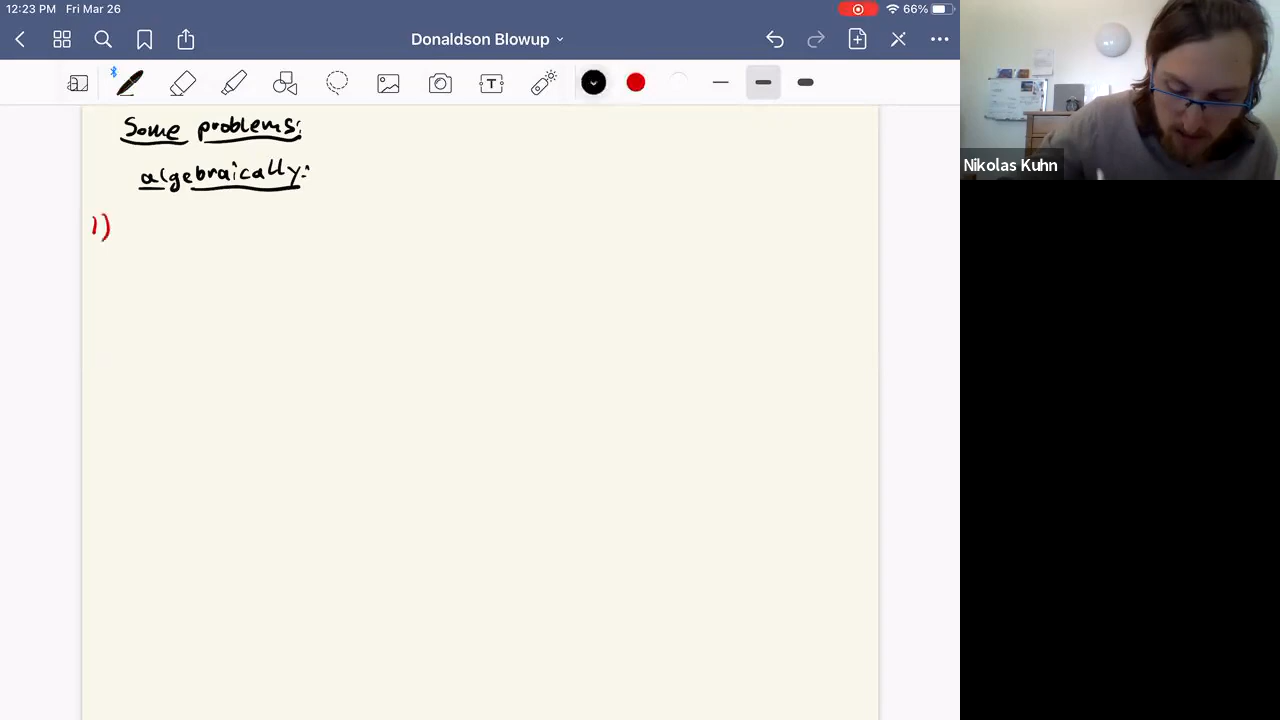 12:23 PM Fri Mar 26
66%
Donaldson Blowup
T
Some problems:
algebraically:
1)
Nikolas Kuhn